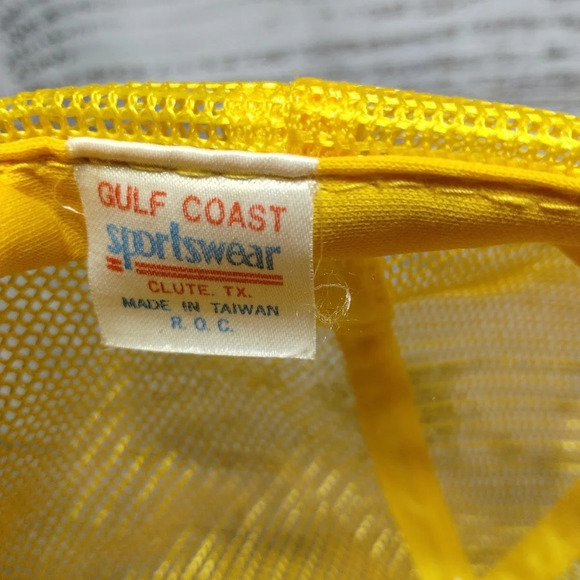 GULF COAST
sportswear
CLUTE. TX.
MADE IN TAIWAN
R. O. C.